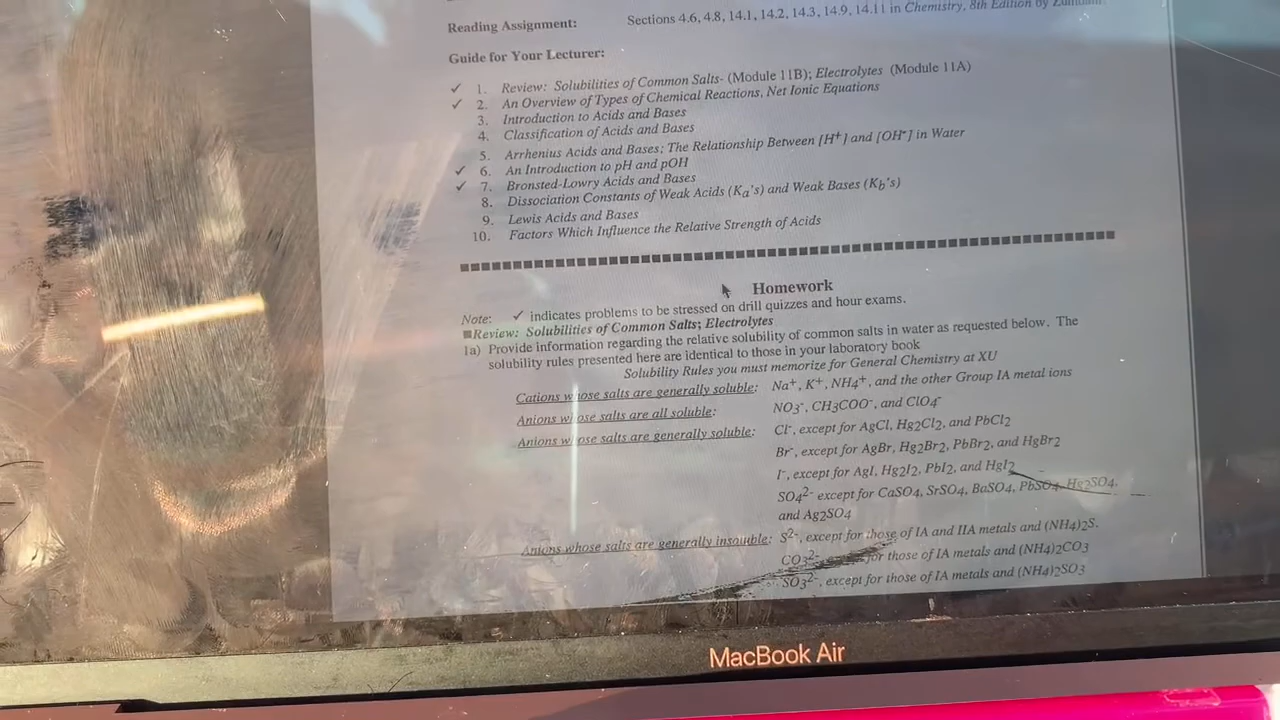 Reading Assignment: Sections 4.6, 4.8, 14.1, 14.2, 14.3, 14.9, 14.11 in Chemistry, 8th Edition by Zumdahl.
Guide for Your Lecturer:
✓ 1. Review: Solubilities of Common Salts- (Module 11B); Electrolytes (Module 11A)
✓ 2. An Overview of Types of Chemical Reactions, Net Ionic Equations
3. Introduction to Acids and Bases
4. Classification of Acids and Bases
5. Arrhenius Acids and Bases; The Relationship Between [H+] and [OH-] in Water
✓ 6. An Introduction to pH and pOH
✓ 7. Bronsted-Lowry Acids and Bases
8. Dissociation Constants of Weak Acids (Ka's) and Weak Bases (Kb's)
9. Lewis Acids and Bases
10. Factors Which Influence the Relative Strength of Acids
Homework
Note: ✓ indicates problems to be stressed on drill quizzes and hour exams.
■Review: Solubilities of Common Salts; Electrolytes
1a) Provide information regarding the relative solubility of common salts in water as requested below. The
solubility rules presented here are identical to those in your laboratory book
Solubility Rules you must memorize for General Chemistry at XU
Cations whose salts are generally soluble: Na+, K+, NH4+, and the other Group IA metal ions
Anions whose salts are all soluble: NO3-, CH3COO-, and ClO4-
Anions whose salts are generally soluble: Cl-, except for AgCl, Hg2Cl2, and PbCl2
Br-, except for AgBr, Hg2Br2, PbBr2, and HgBr2
I-, except for AgI, Hg2I2, PbI2, and HgI2
SO42- except for CaSO4, SrSO4, BaSO4, PbSO4, Hg2SO4,
and Ag2SO4
Anions whose salts are generally insoluble: S2-, except for those of IA and IIA metals and (NH4)2S.
CO32-, except for those of IA metals and (NH4)2CO3
SO32-, except for those of IA metals and (NH4)2SO3
MacBook Air